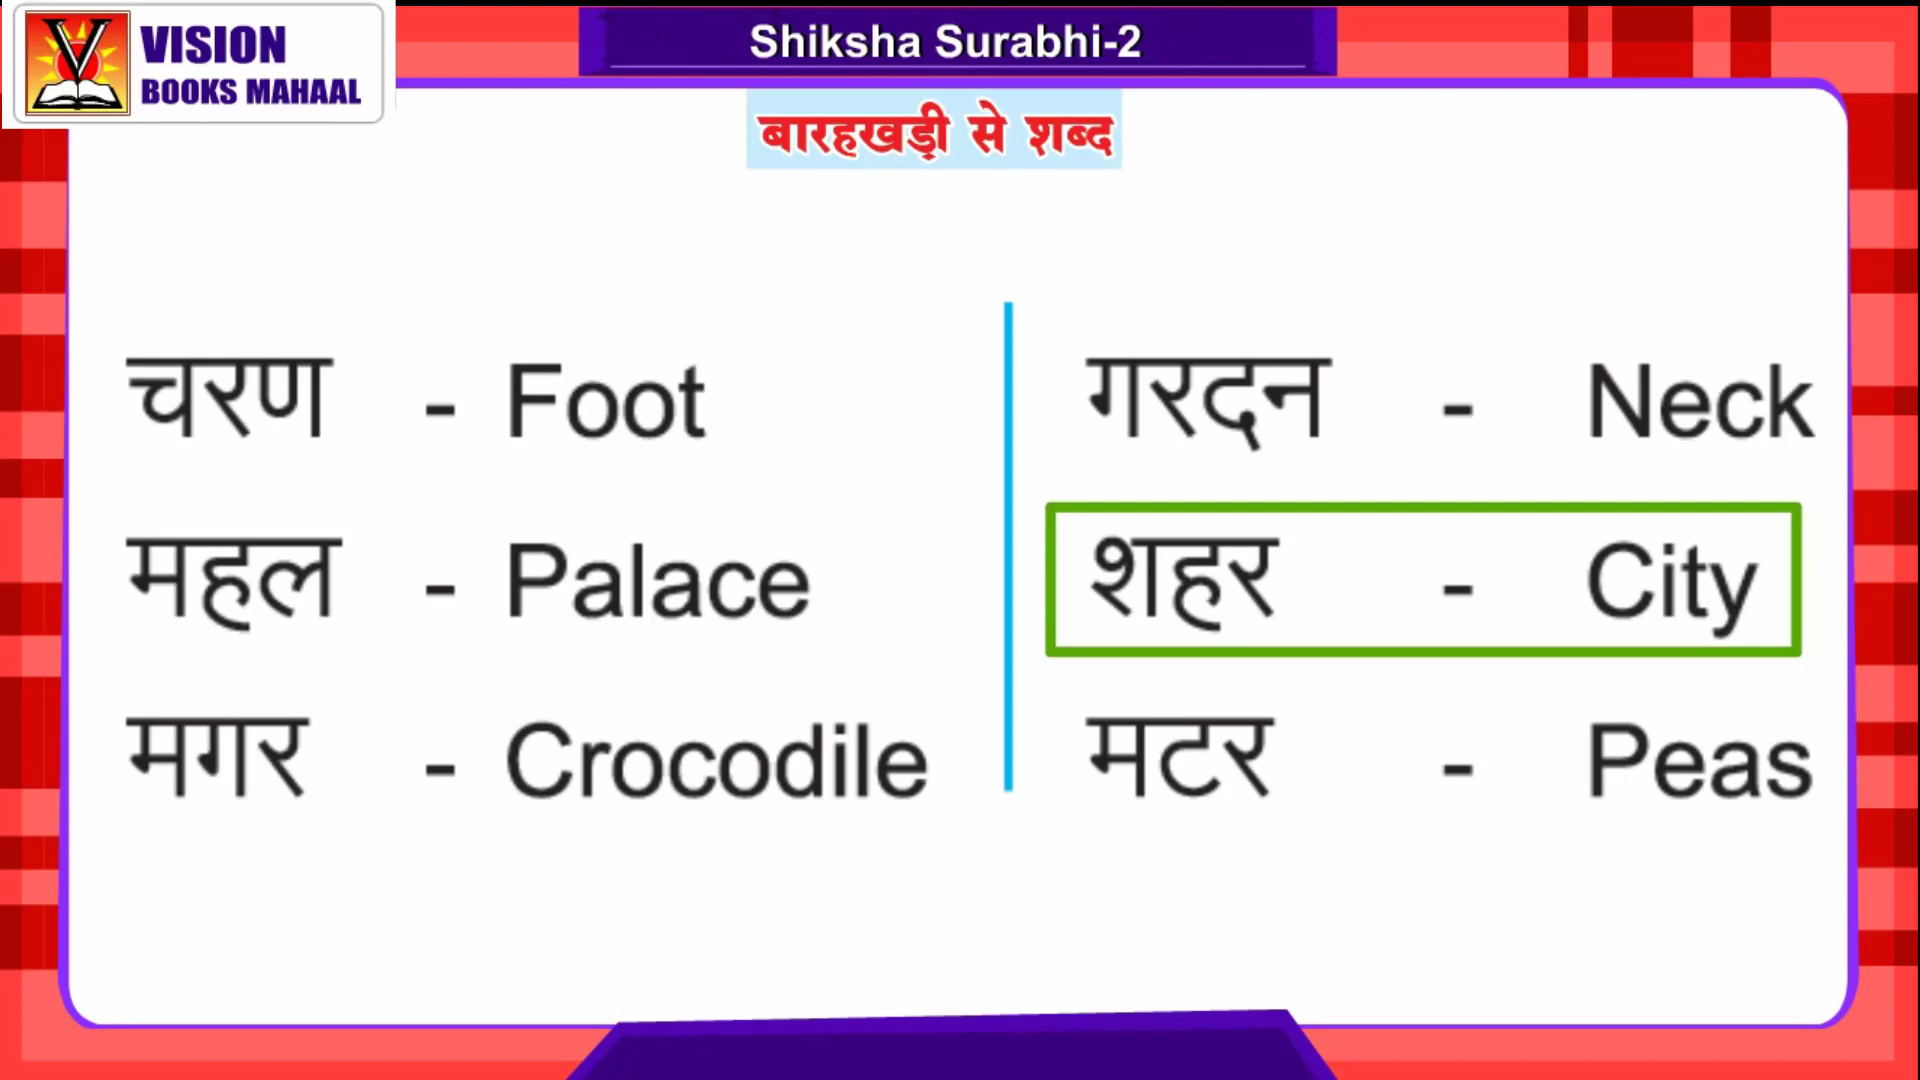 VISION
BOOKS MAHAAL
Shiksha Surabhi-2
बारहखड़ी से शब्द
चरण - Foot
महल - Palace
मगर - Crocodile
गरदन - Neck
शहर - City
मटर - Peas